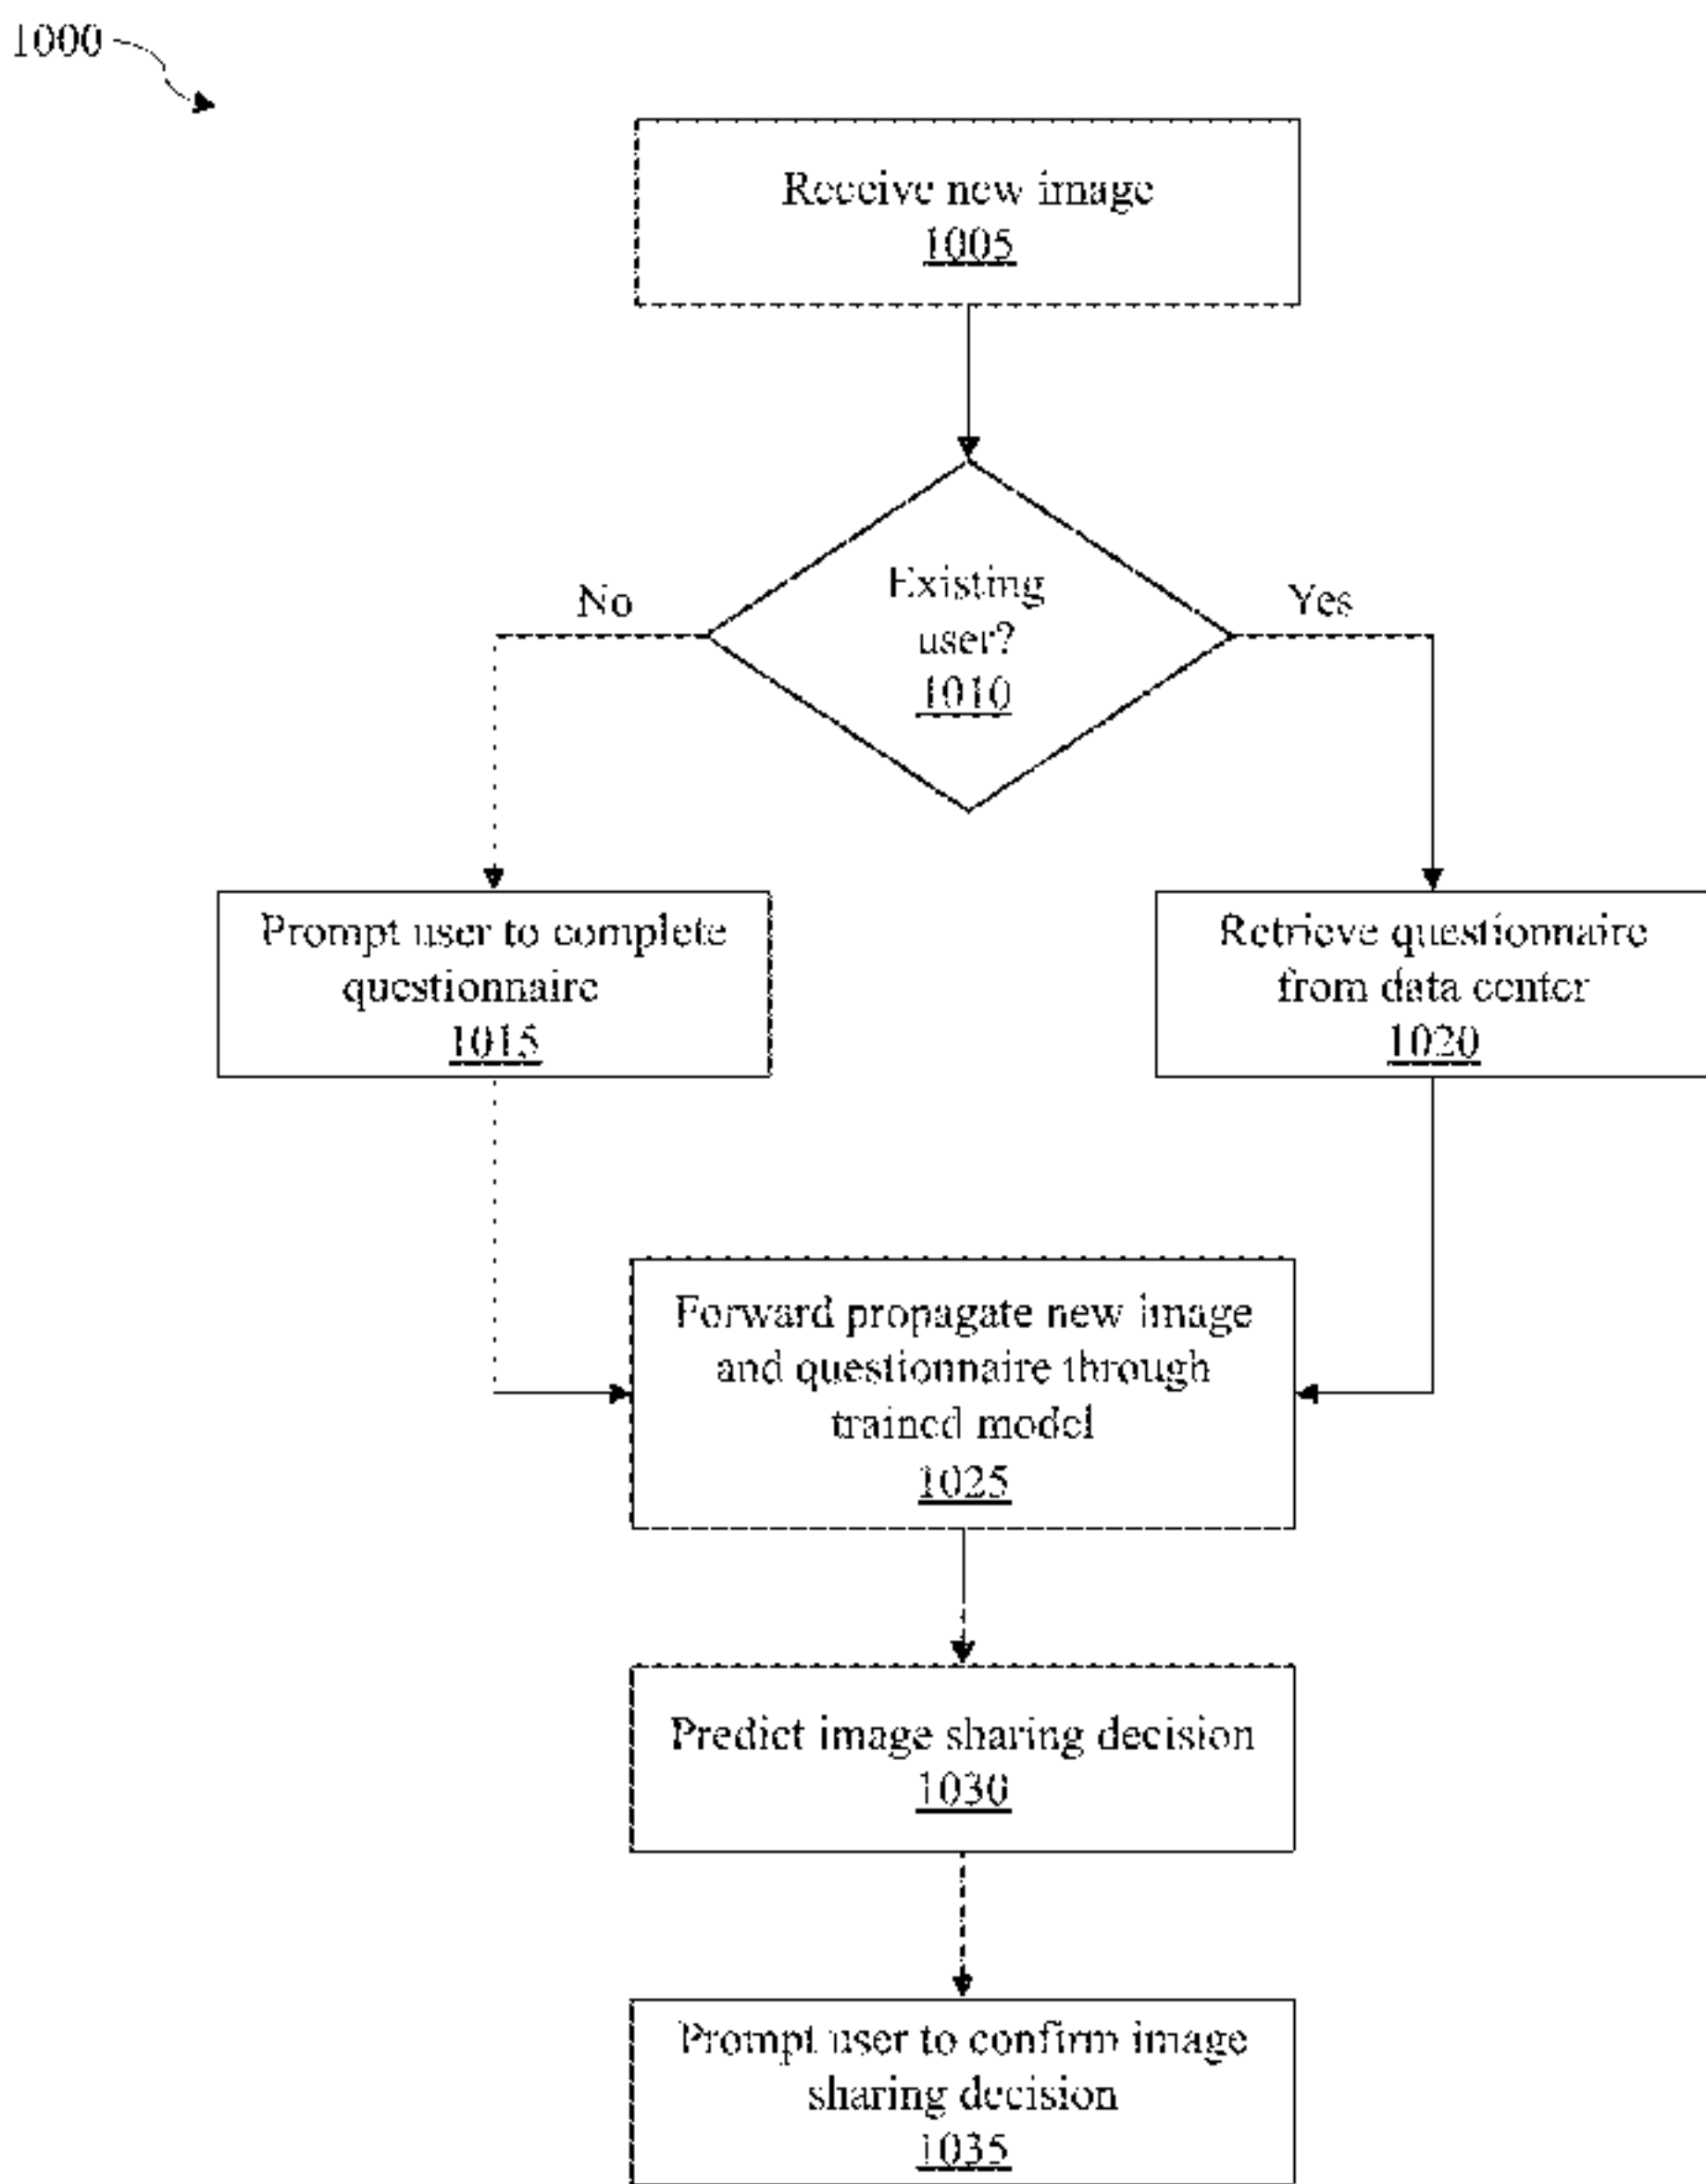 1000
Receive new image
1005
Existing
user?
1010
No
Yes
Prompt user to complete
questionnaire
1015
Retrieve questionnaire
from data center
1020
Forward propagate new image
and questionnaire through
trained model
1025
Predict image sharing decision
1030
Prompt user to confirm image
sharing decision
1035